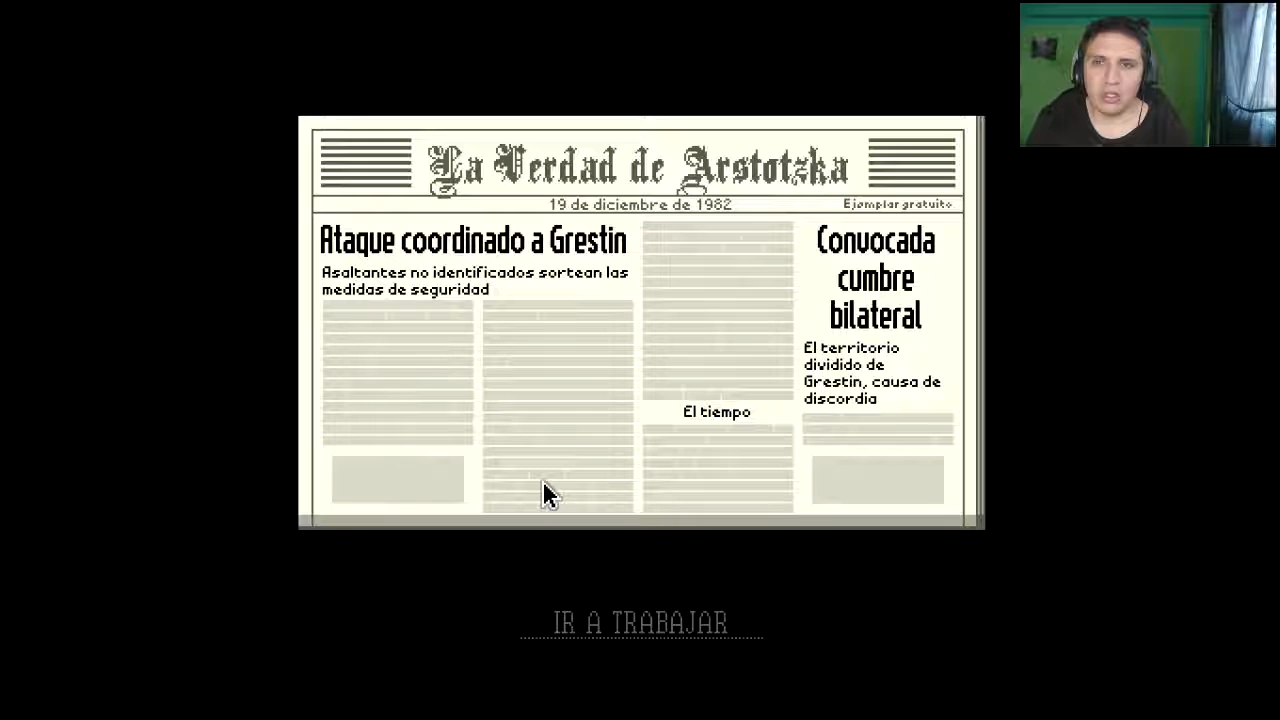 La Verdad de Arstotzka
19 de diciembre de 1982
Ejemplar gratuito
Ataque coordinado a Grestin
Asaltantes no identificados sortean las
medidas de seguridad
El tiempo
Convocada
cumbre
bilateral
El territorio
dividido de
Grestin, causa de
discordia
IR A TRABAJAR